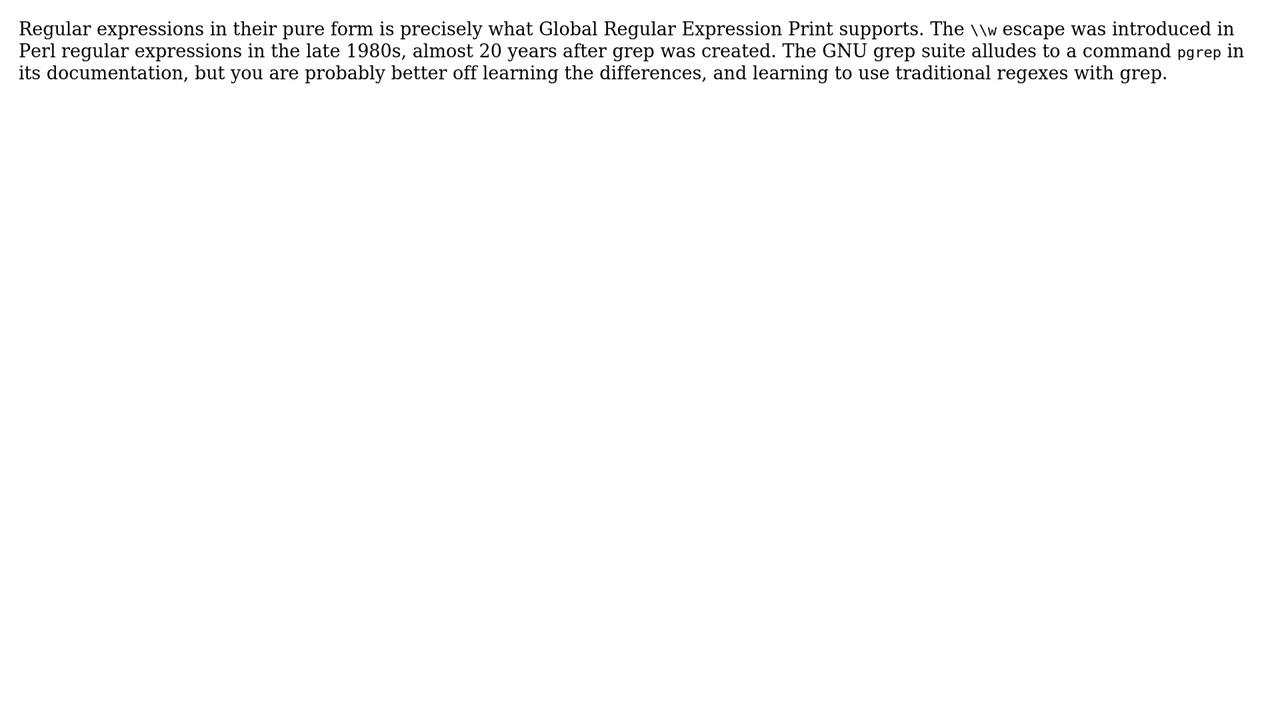 Regular expressions in their pure form is precisely what Global Regular Expression Print supports. The \\w escape was introduced in
Perl regular expressions in the late 1980s, almost 20 years after grep was created. The GNU grep suite alludes to a command pgrep in
its documentation, but you are probably better off learning the differences, and learning to use traditional regexes with grep.